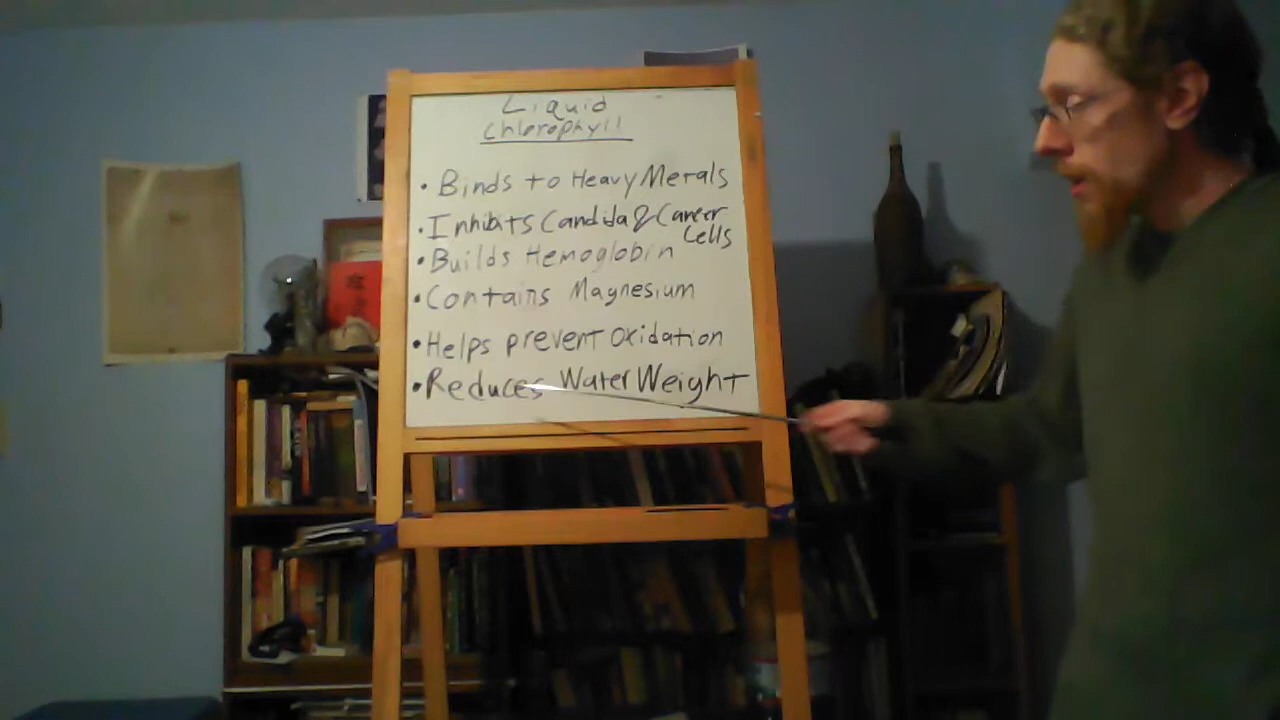 Liquid
Chlorophyll
• Binds to Heavy Metals
• Inhibits Candida & Cancer
Cells
• Builds Hemoglobin
• Contains Magnesium
• Helps prevent oxidation
• Reduces Water Weight